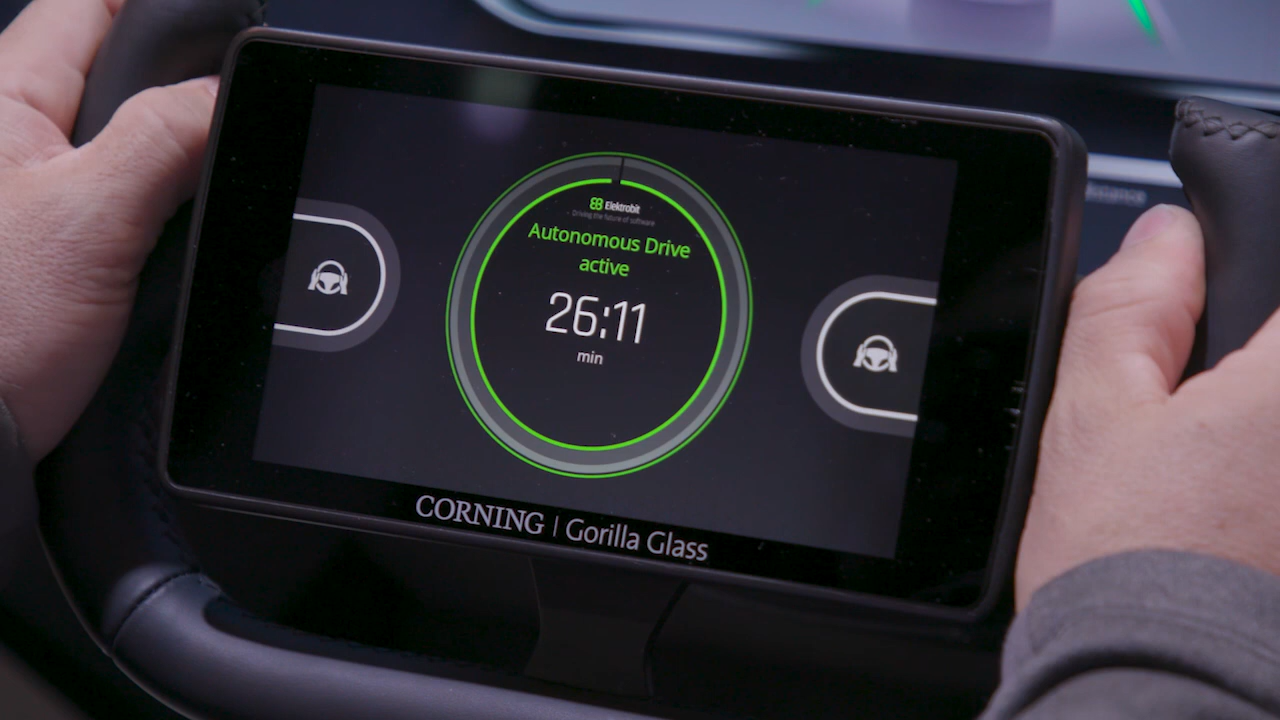 Elektrobit
Driving the future of software
Autonomous Drive
active
26:11
min
CORNING | Gorilla Glass